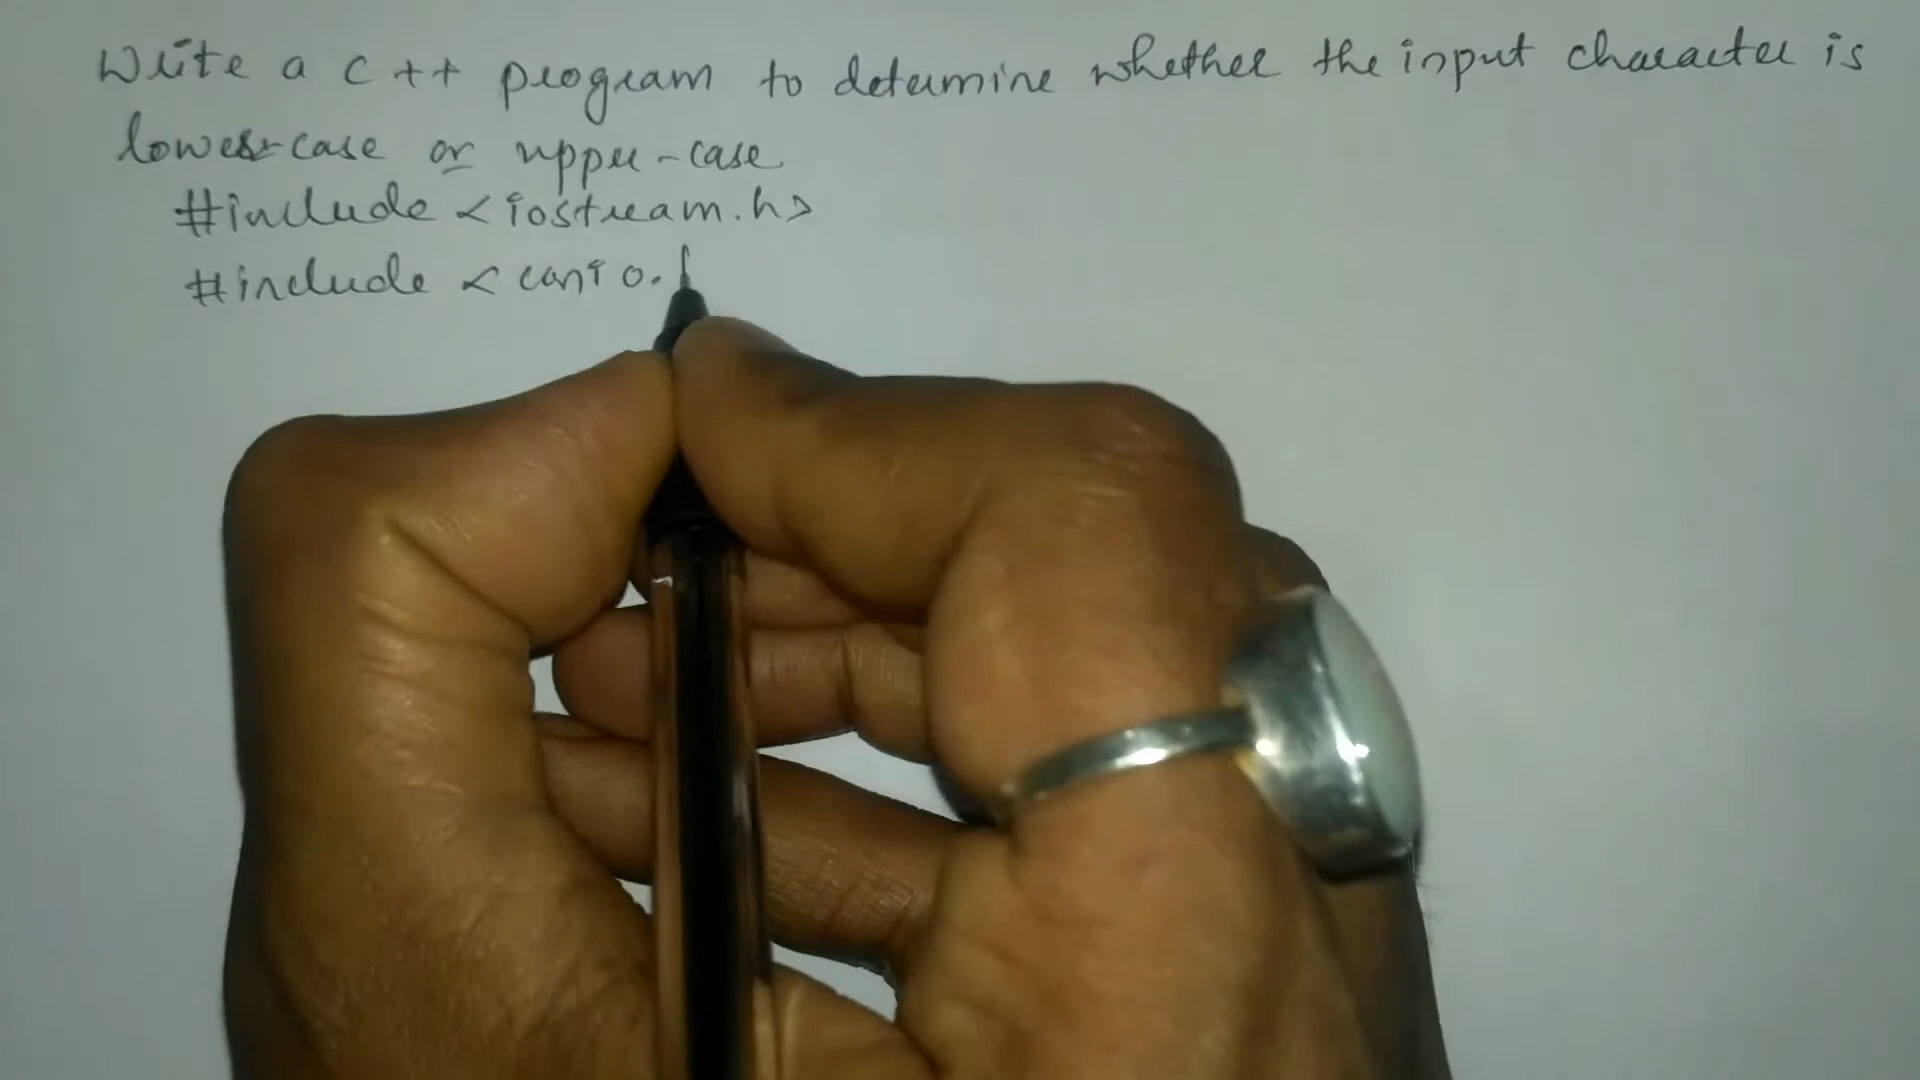 Write a c++ program to determine whether the input character is
lower-case or upper-case
#include <iostream.h>
#include <conio.